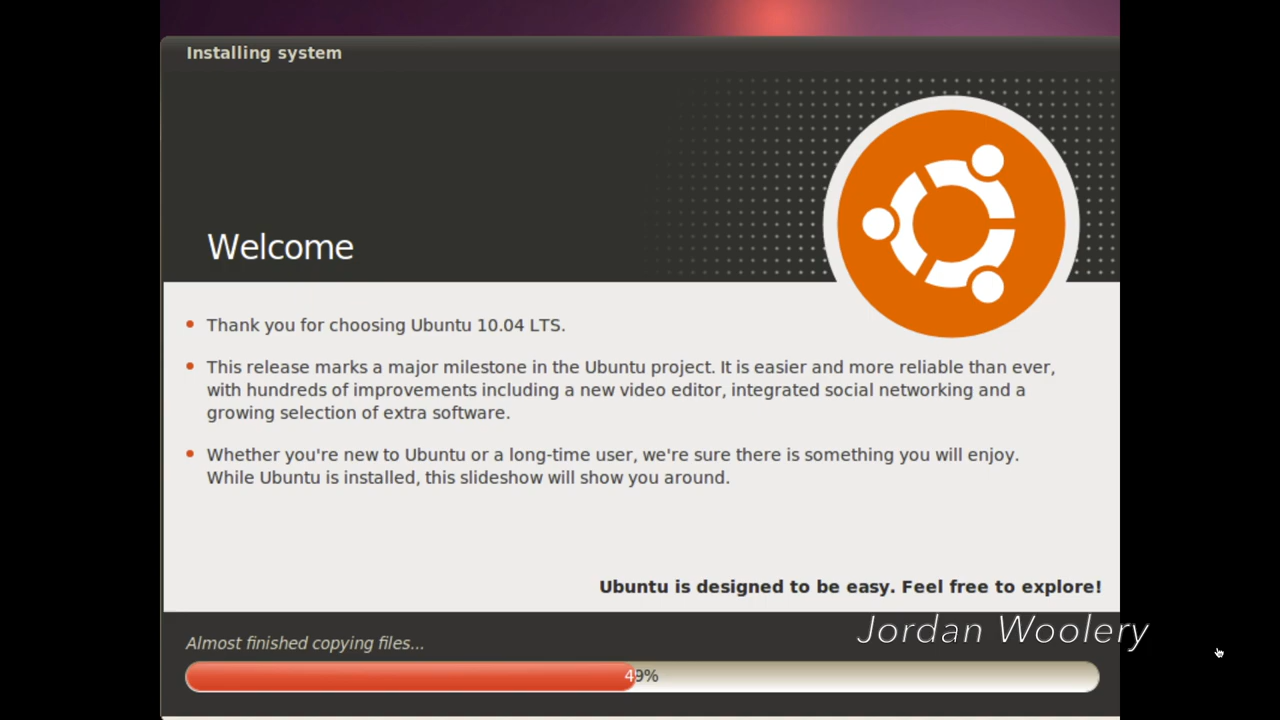 Installing system
Welcome
Thank you for choosing Ubuntu 10.04 LTS.
This release marks a major milestone in the Ubuntu project. It is easier and more reliable than ever,
with hundreds of improvements including a new video editor, integrated social networking and a
growing selection of extra software.
Whether you're new to Ubuntu or a long-time user, we're sure there is something you will enjoy.
While Ubuntu is installed, this slideshow will show you around.
Ubuntu is designed to be easy. Feel free to explore!
Jordan Woolery
Almost finished copying files...
49%